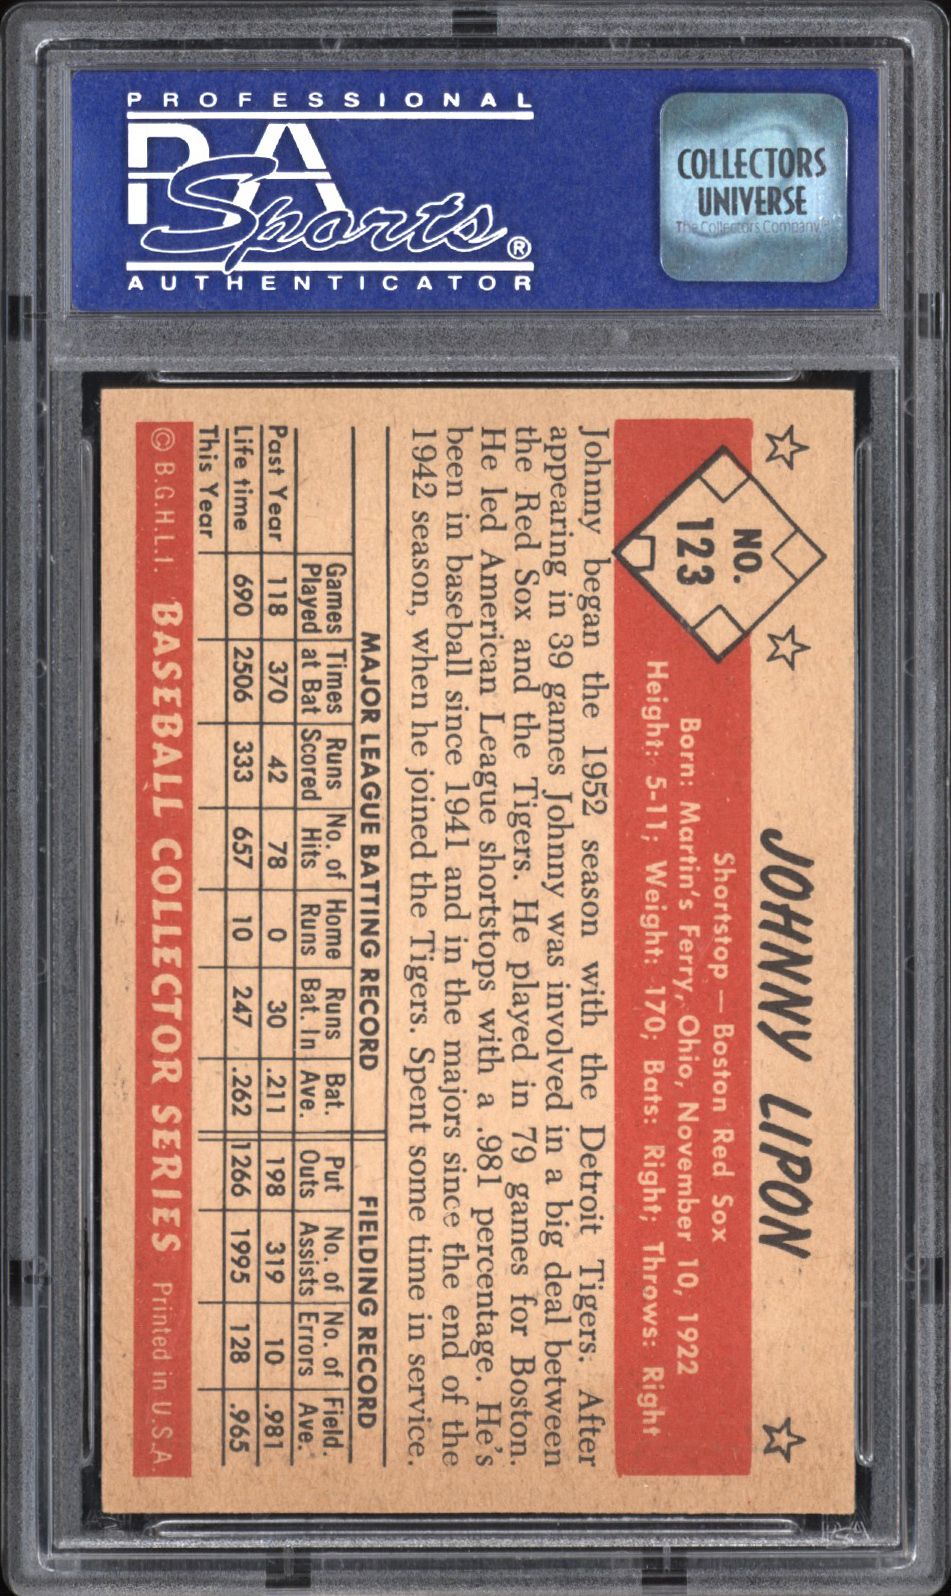 PROFESSIONAL
PSA
Sports®
AUTHENTICATOR
COLLECTORS
UNIVERSE
The Collectors Company™
NO.
123
JOHNNY LIPON
Shortstop — Boston Red Sox
Born: Martin's Ferry, Ohio, November 10, 1922
Height: 5-11; Weight: 170; Bats: Right; Throws: Right
Johnny began the 1952 season with the Detroit Tigers. After
appearing in 39 games Johnny was involved in a big deal between
the Red Sox and the Tigers. He played in 79 games for Boston.
He led American League shortstops with a .981 percentage. He's
been in baseball since 1941 and in the majors since the end of the
1942 season, when he joined the Tigers. Spent some time in service.
MAJOR LEAGUE BATTING RECORD FIELDING RECORD
Games Times Runs No. of Home Runs Bat. Put No. of No. of Field.
Played at Bat Scored Hits Runs Bat. In Ave. Outs Assists Errors Ave.
Past Year 118 370 42 78 0 30 .211 198 319 10 .981
Life time 690 2506 333 657 10 247 .262 1266 1995 128 .965
This Year
© B.G.H.L.I. BASEBALL COLLECTOR SERIES Printed in U.S.A.